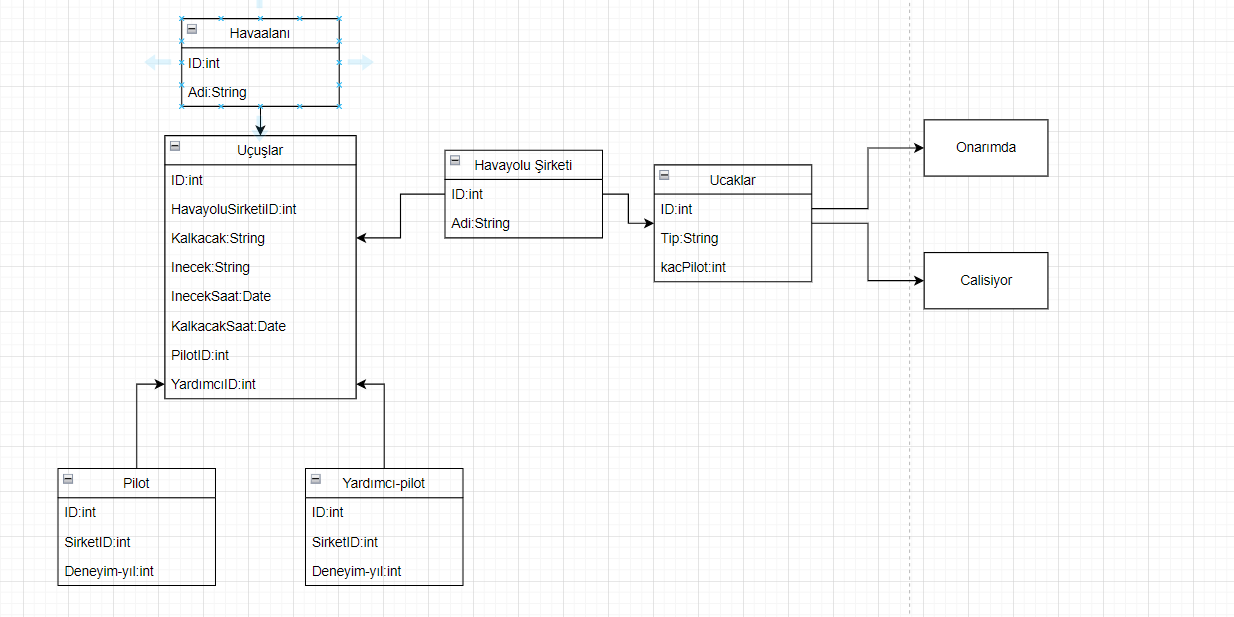 Havaalanı
ID:int
Adi:String
Uçuşlar
ID:int
HavayoluSirketiID:int
Kalkacak:String
Inecek:String
InecekSaat:Date
KalkacakSaat:Date
PilotID:int
YardımcıID:int
Havayolu Şirketi
ID:int
Adi:String
Ucaklar
ID:int
Tip:String
kacPilot:int
Onarımda
Calisiyor
Pilot
ID:int
SirketID:int
Deneyim-yıl:int
Yardımcı-pilot
ID:int
SirketID:int
Deneyim-yıl:int